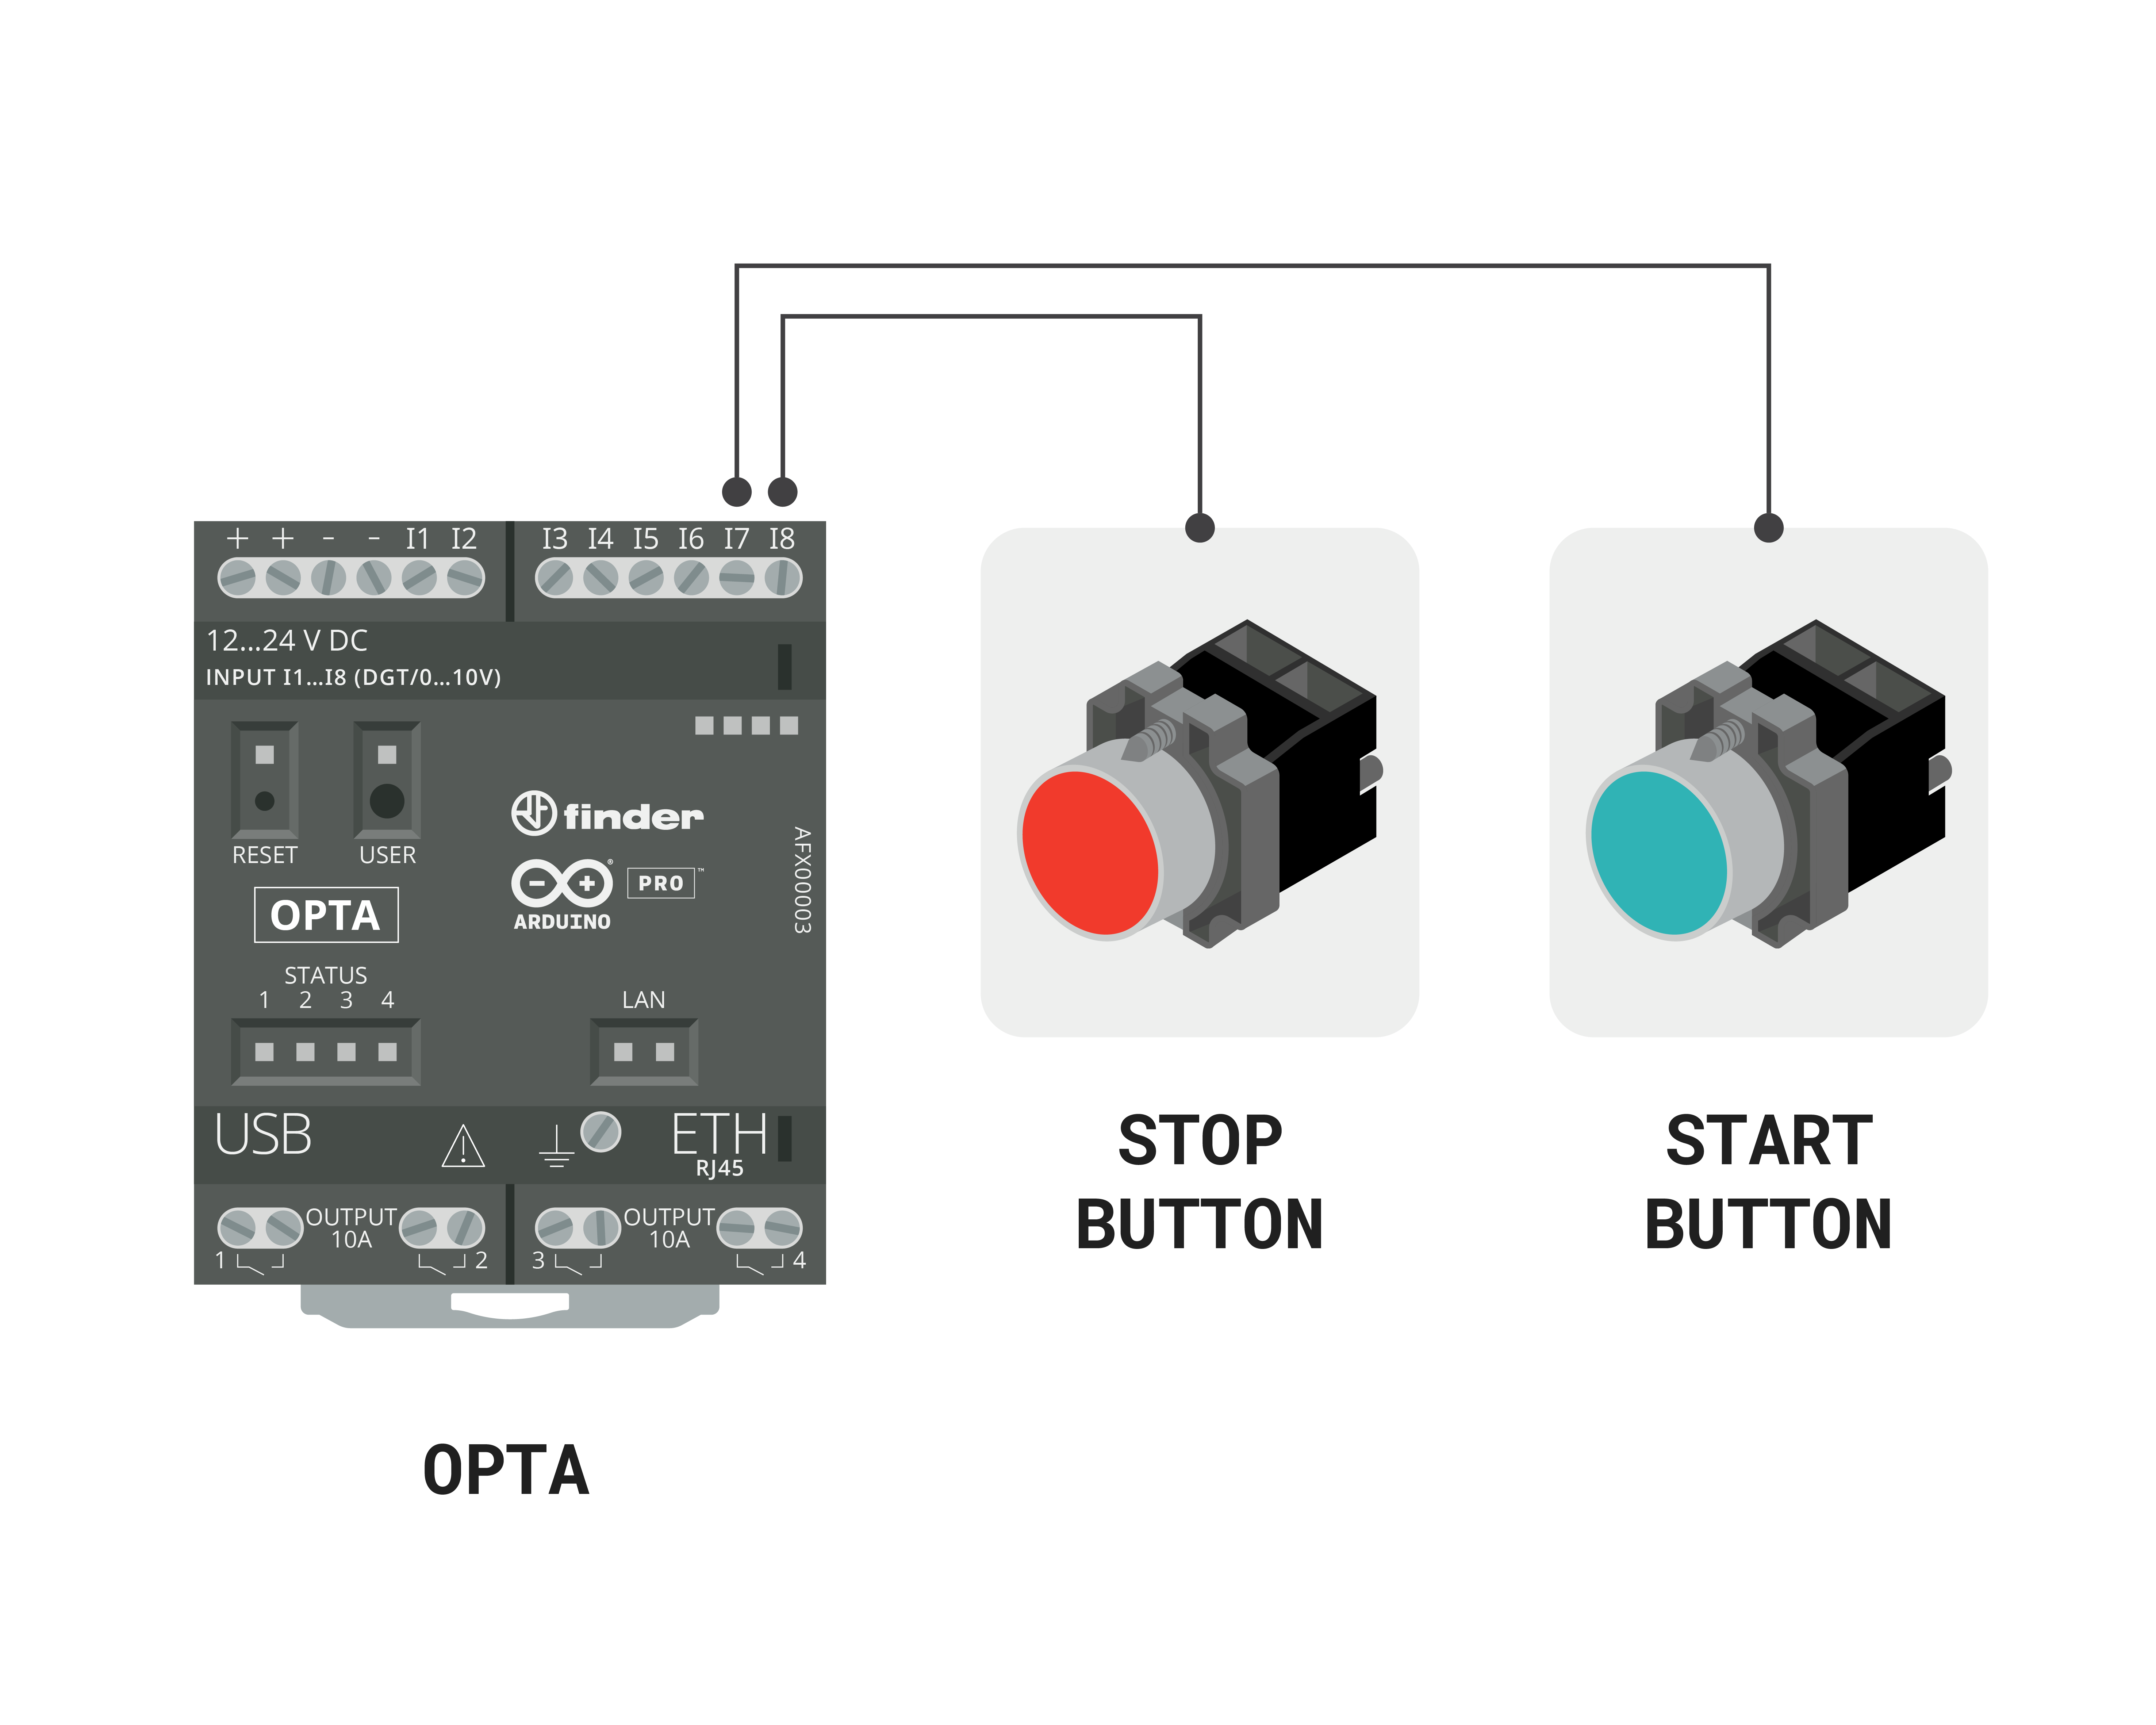 + + - - I1 I2 I3 I4 I5 I6 I7 I8
12...24 V DC
INPUT I1...I8 (DGT/0...10V)
RESET USER
finder
PRO ™
®
ARDUINO
AFX00003
OPTA
STATUS
1 2 3 4
LAN
USB
ETH
RJ45
OUTPUT
10A
1 2
OUTPUT
10A
3 4
OPTA
STOP
BUTTON
START
BUTTON